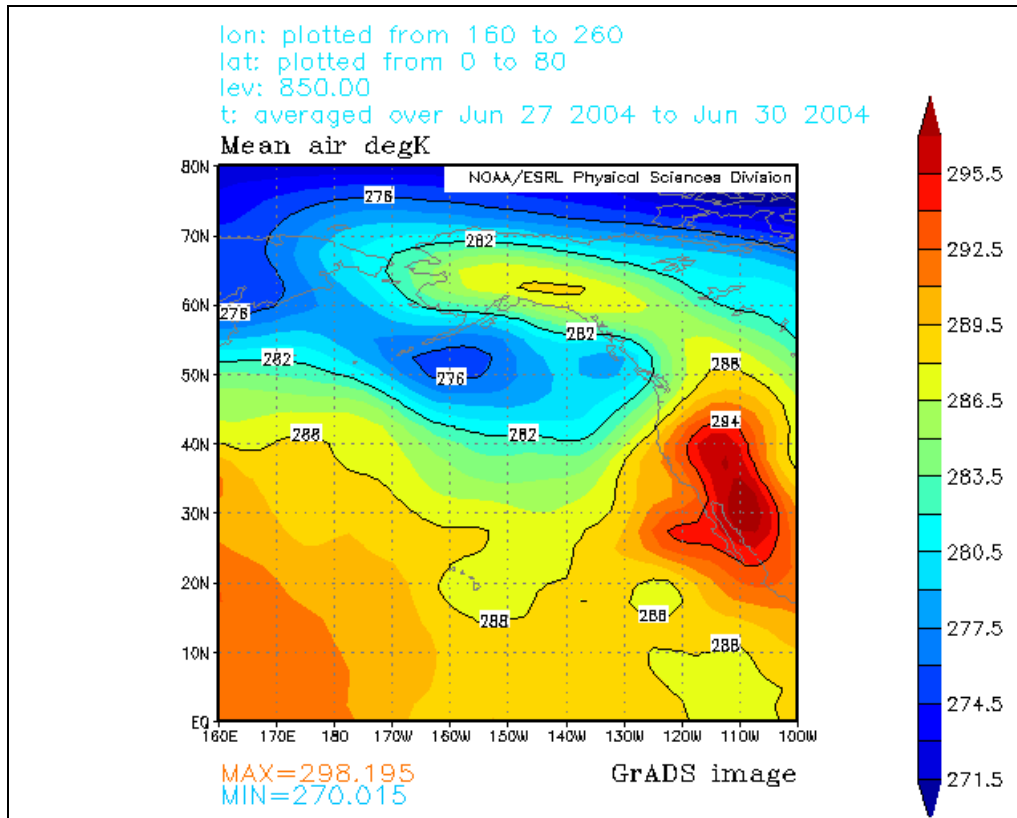 lon: plotted from 160 to 260
lat: plotted from 0 to 80
lev: 850.00
t: averaged over Jun 27 2004 to Jun 30 2004
Mean air degK
NOAA/ESRL Physical Sciences Division
80N
276
70N
282
60N
276
282
282
288
50N
276
294
288
282
40N
30N
20N
288
288
10N
288
EQ
160E 170E 180 170W 160W 150W 140W 130W 120W 110W 100W
MAX=298.195
MIN=270.015
GrADS image
295.5
292.5
289.5
286.5
283.5
280.5
277.5
274.5
271.5